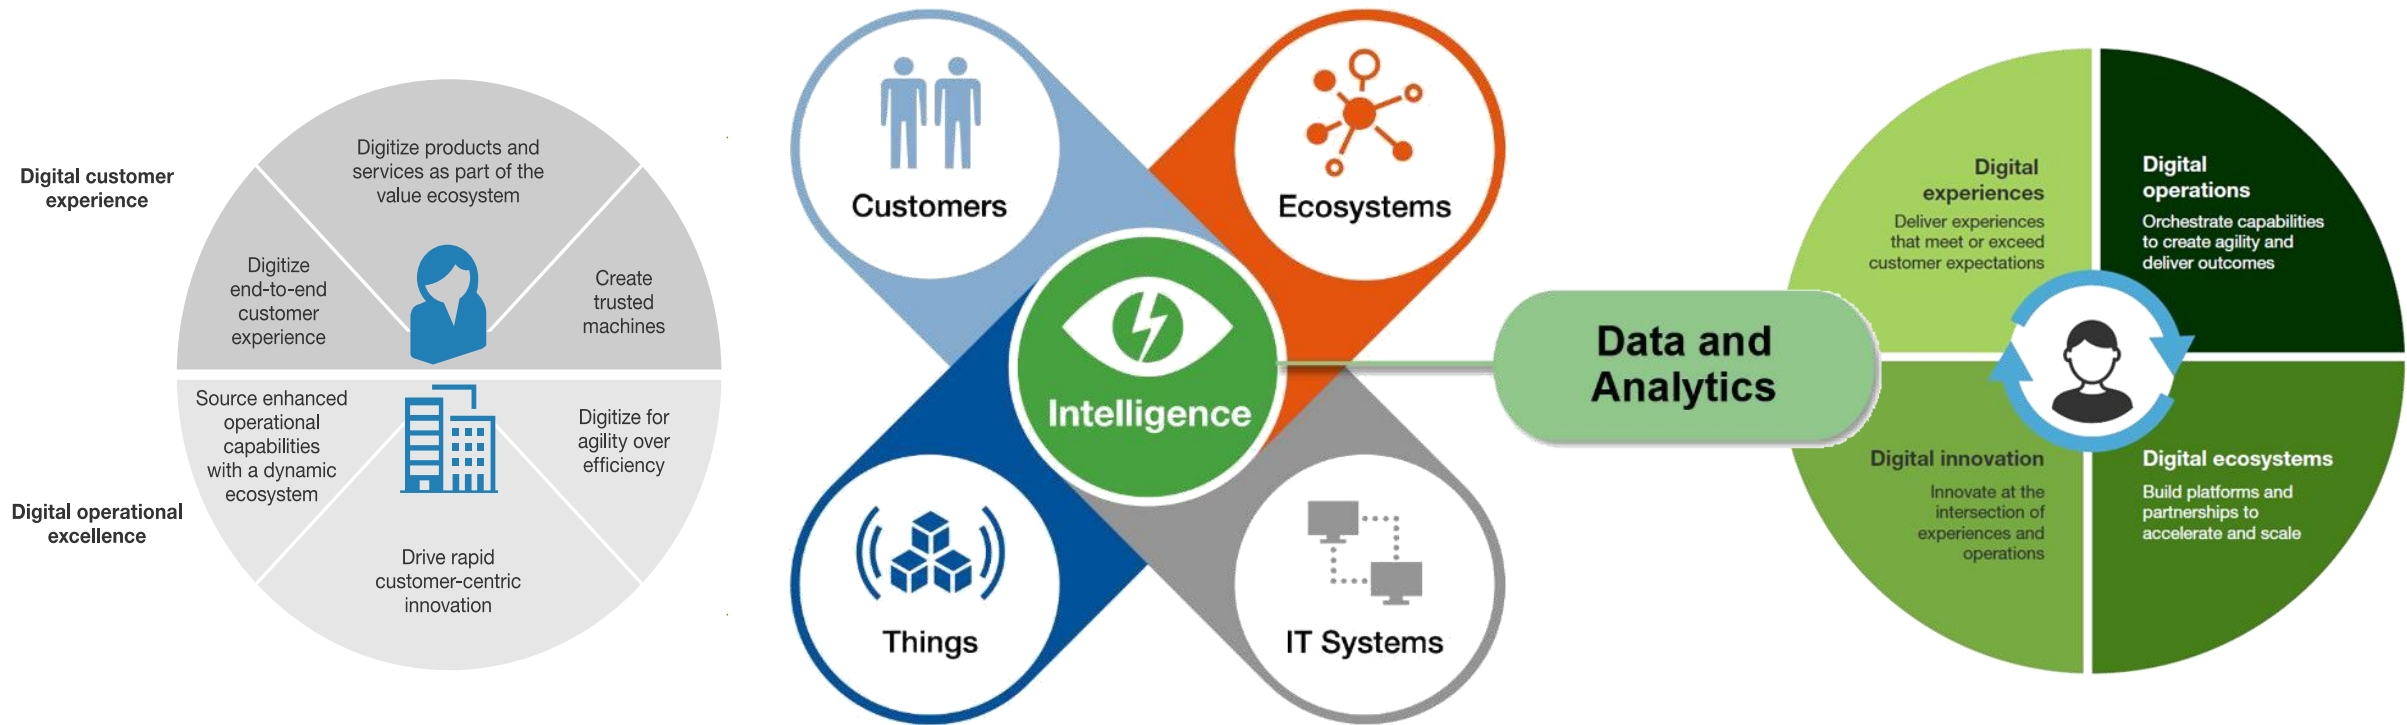 Digital customer
experience
Digitize products and
services as part of the
value ecosystem
Digitize
end-to-end
customer
experience
Create
trusted
machines
Digital operational
excellence
Source enhanced
operational
capabilities
with a dynamic
ecosystem
Digitize for
agility over
efficiency
Drive rapid
customer-centric
innovation
Customers
Ecosystems
Intelligence
Things
IT Systems
Data and
Analytics
Digital
experiences
Deliver experiences
that meet or exceed
customer expectations
Digital
operations
Orchestrate capabilities
to create agility and
deliver outcomes
Digital innovation
Innovate at the
intersection of
experiences and
operations
Digital ecosystems
Build platforms and
partnerships to
accelerate and scale